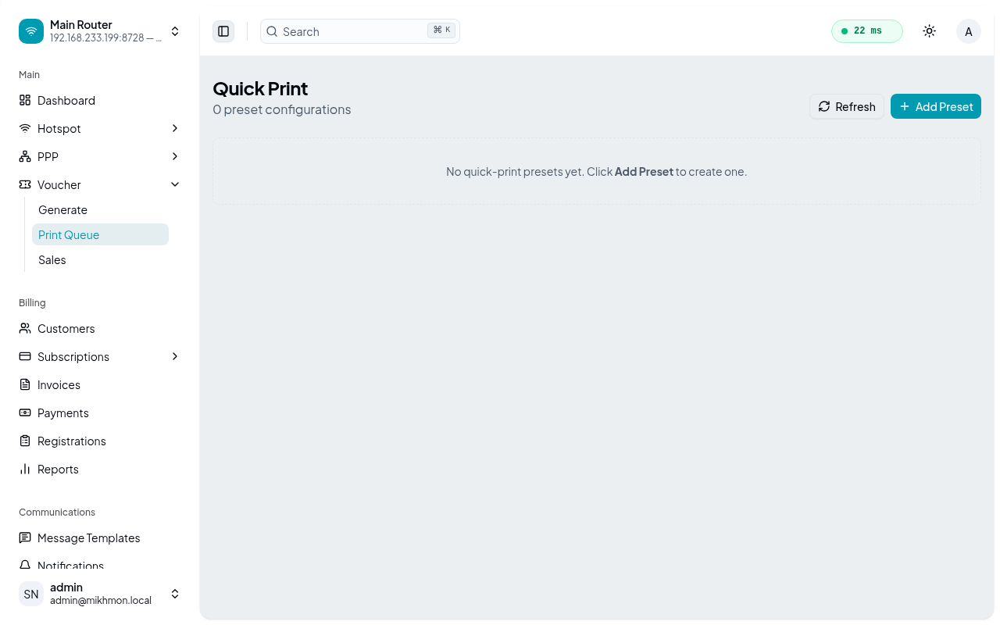 Main Router
192.168.233.199:8728 — ...
Main
Dashboard
Hotspot
PPP
Voucher
Generate
Print Queue
Sales
Billing
Customers
Subscriptions
Invoices
Payments
Registrations
Reports
Communications
Message Templates
Notifications
SN
admin
admin@mikhmon.local
Search
⌘ K
22 ms
A
Quick Print
0 preset configurations
Refresh
Add Preset
No quick-print presets yet. Click Add Preset to create one.